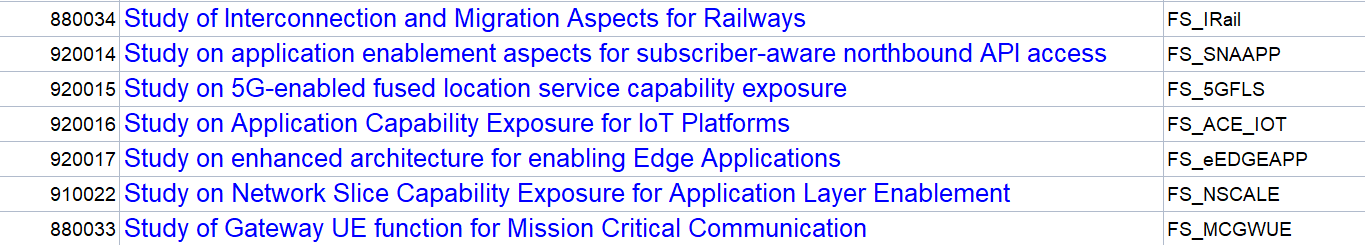 880034 Study of Interconnection and Migration Aspects for Railways FS_IRail
920014 Study on application enablement aspects for subscriber-aware northbound API access FS_SNAAPP
920015 Study on 5G-enabled fused location service capability exposure FS_5GFLS
920016 Study on Application Capability Exposure for IoT Platforms FS_ACE_IOT
920017 Study on enhanced architecture for enabling Edge Applications FS_eEDGEAPP
910022 Study on Network Slice Capability Exposure for Application Layer Enablement FS_NSCALE
880033 Study of Gateway UE function for Mission Critical Communication FS_MCGWUE